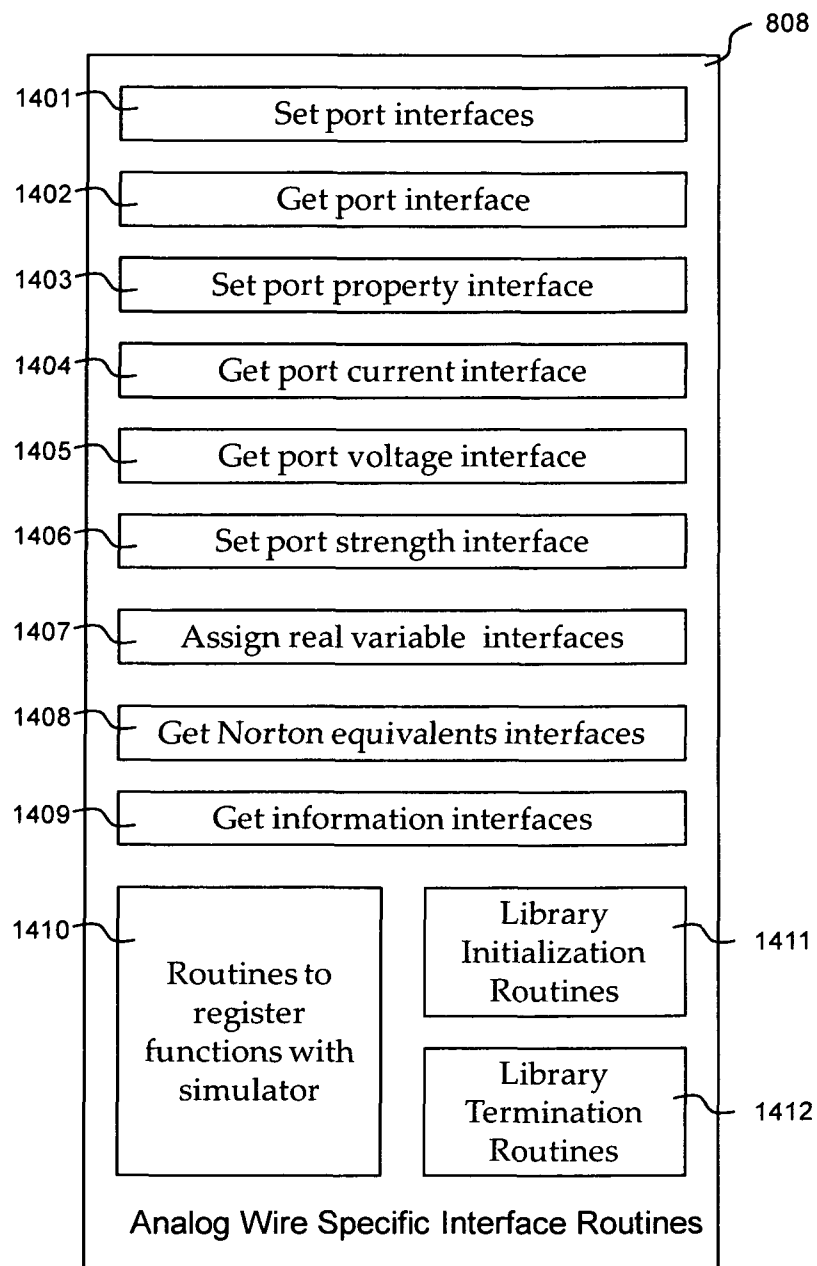 808
1401
Set port interfaces
1402
Get port interface
1403
Set port property interface
1404
Get port current interface
1405
Get port voltage interface
1406
Set port strength interface
1407
Assign real variable interfaces
1408
Get Norton equivalents interfaces
1409
Get information interfaces
1410
Routines to
register
functions with
simulator
Library
Initialization
Routines
1411
Library
Termination
Routines
1412
Analog Wire Specific Interface Routines